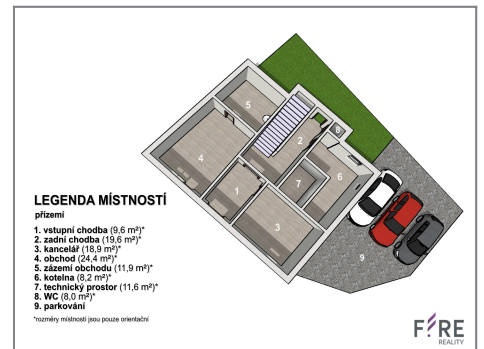 5
2
8
4
7
6
1
3
9
LEGENDA MÍSTNOSTÍ
přízemí
1. vstupní chodba (9,6 m²)*
2. zadní chodba (19,6 m²)*
3. kancelář (18,9 m²)*
4. obchod (24,4 m²)*
5. zázemí obchodu (11,9 m²)*
6. kotelna (8,2 m²)*
7. technický prostor (11,6 m²)*
8. WC (8,0 m²)*
9. parkování
*rozměry místností jsou pouze orientační
FIRE
REALITY